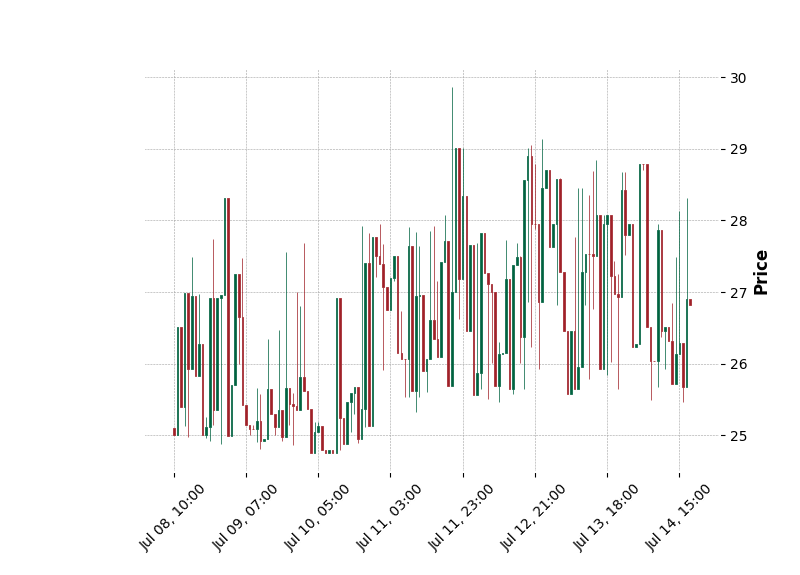 30
29
28
27
26
25
Price
Jul 08, 10:00
Jul 09, 07:00
Jul 10, 05:00
Jul 11, 03:00
Jul 11, 23:00
Jul 12, 21:00
Jul 13, 18:00
Jul 14, 15:00